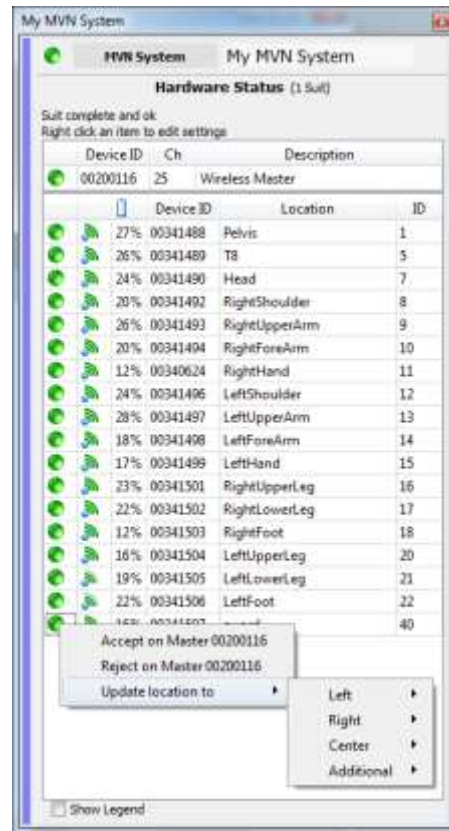 My MVN System
MVN System My MVN System
Hardware Status (1 Suit)
Suit complete and ok
Right click an item to edit settings
Device ID Ch Description
00200116 25 Wireless Master
Device ID Location ID
27% 00341488 Pelvis 1
26% 00341489 T8 5
24% 00341490 Head 7
20% 00341492 RightShoulder 8
26% 00341493 RightUpperArm 9
20% 00341494 RightForeArm 10
12% 00340624 RightHand 11
24% 00341496 LeftShoulder 12
28% 00341497 LeftUpperArm 13
18% 00341498 LeftForeArm 14
17% 00341499 LeftHand 15
23% 00341501 RightUpperLeg 16
22% 00341502 RightLowerLeg 17
12% 00341503 RightFoot 18
16% 00341504 LeftUpperLeg 20
19% 00341505 LeftLowerLeg 21
22% 00341506 LeftFoot 22
40
Accept on Master 00200116
Reject on Master 00200116
Update location to
Left
Right
Center
Additional
Show Legend